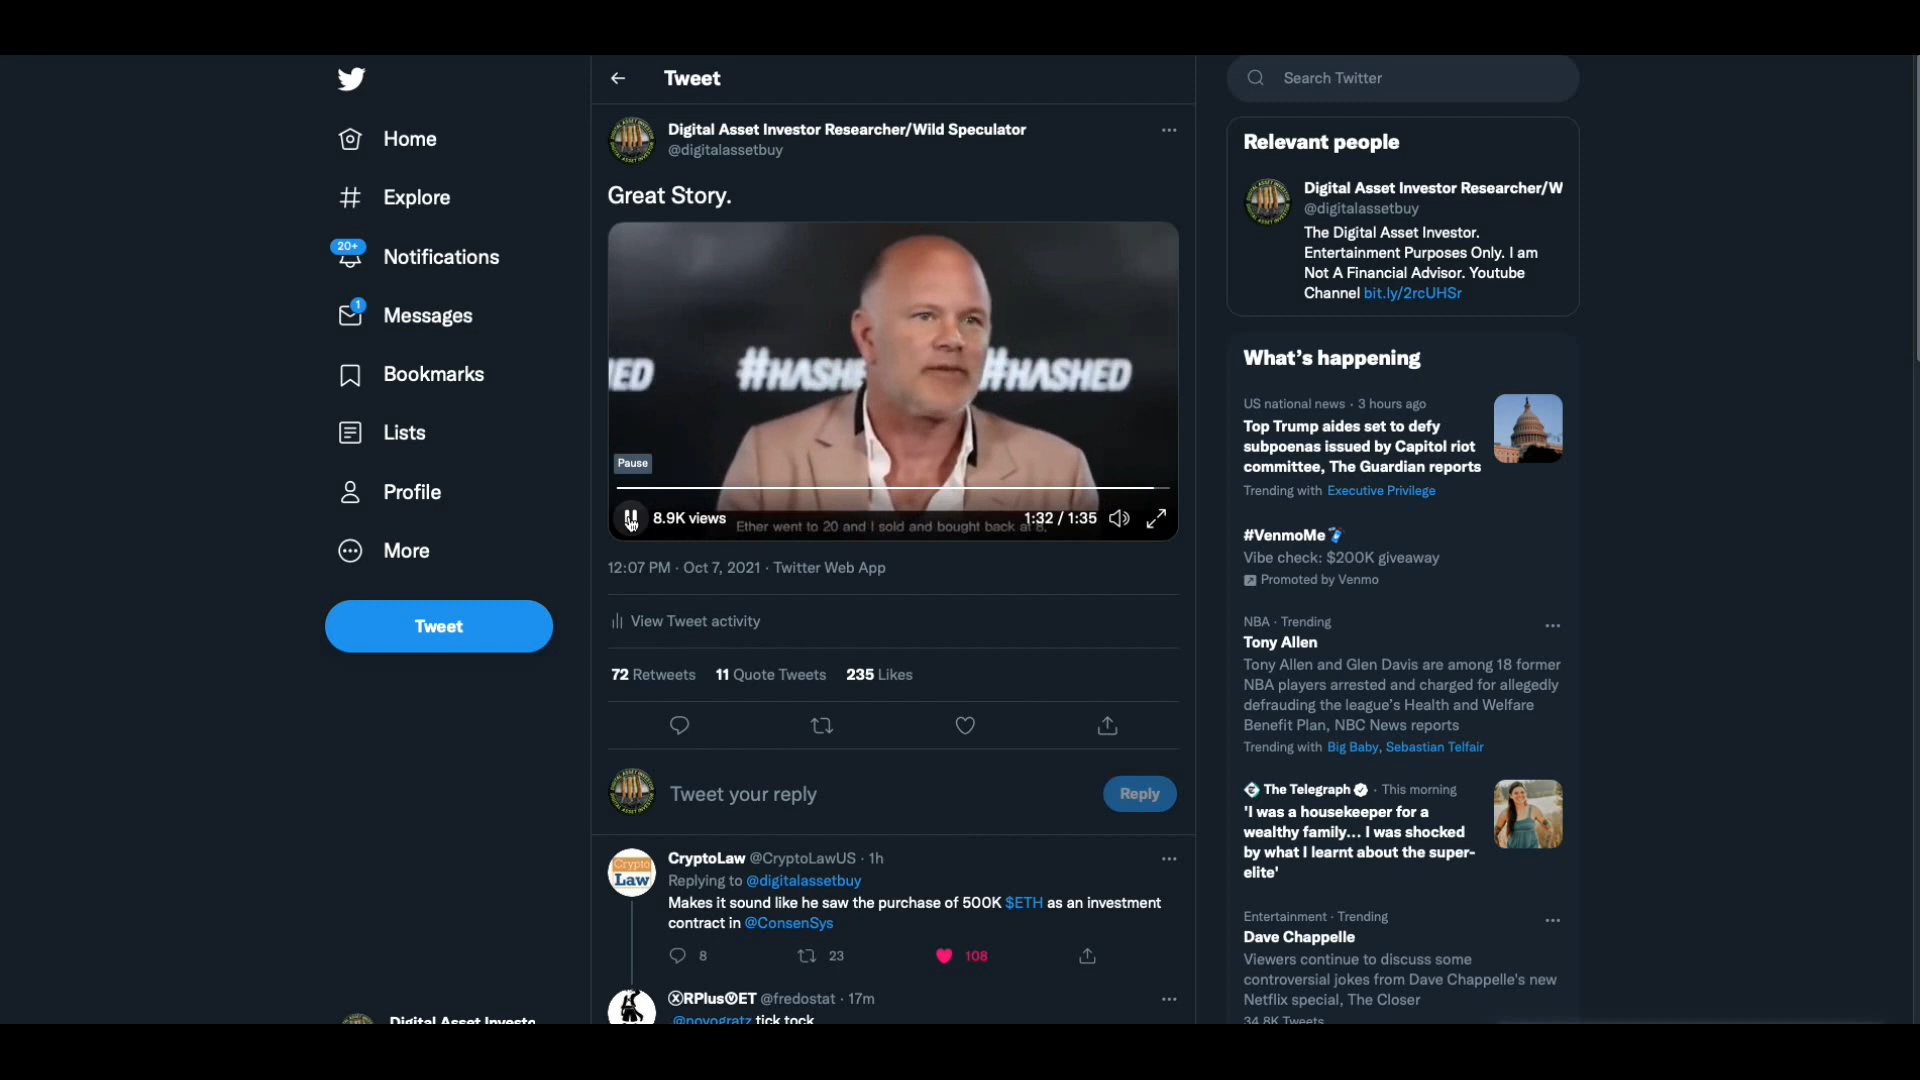 Home
Explore
20+
Notifications
1
Messages
Bookmarks
Lists
Profile
More
Tweet
Tweet
Digital Asset Investor Researcher/Wild Speculator
@digitalassetbuy
Great Story.
#HASHED
Pause
8.9K views
Ether went to 20 and I sold and bought back at 8.
1:32 / 1:35
12:07 PM · Oct 7, 2021 · Twitter Web App
View Tweet activity
72 Retweets 11 Quote Tweets 235 Likes
Tweet your reply
Reply
CryptoLaw @CryptoLawUS · 1h
Replying to @digitalassetbuy
Makes it sound like he saw the purchase of 500K $ETH as an investment
contract in @ConsenSys
8 23 108
ⓧRPlusⓥET @fredostat · 17m
@novogratz tick tock
Search Twitter
Relevant people
Digital Asset Investor Researcher/W
@digitalassetbuy
The Digital Asset Investor.
Entertainment Purposes Only. I am
Not A Financial Advisor. Youtube
Channel bit.ly/2rcUHSr
What's happening
US national news · 3 hours ago
Top Trump aides set to defy
subpoenas issued by Capitol riot
committee, The Guardian reports
Trending with Executive Privilege
#VenmoMe
Vibe check: $200K giveaway
Promoted by Venmo
NBA · Trending
Tony Allen
Tony Allen and Glen Davis are among 18 former
NBA players arrested and charged for allegedly
defrauding the league's Health and Welfare
Benefit Plan, NBC News reports
Trending with Big Baby, Sebastian Telfair
The Telegraph · This morning
'I was a housekeeper for a
wealthy family... I was shocked
by what I learnt about the super-
elite'
Entertainment · Trending
Dave Chappelle
Viewers continue to discuss some
controversial jokes from Dave Chappelle's new
Netflix special, The Closer
34.8K Tweets